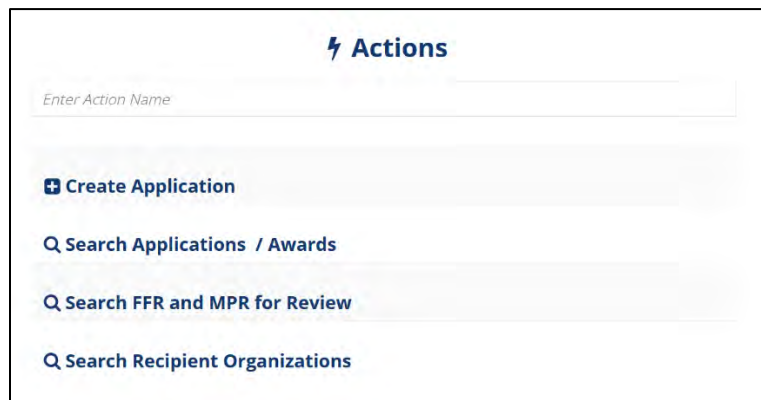 Actions
Enter Action Name
Create Application
Search Applications / Awards
Search FFR and MPR for Review
Search Recipient Organizations